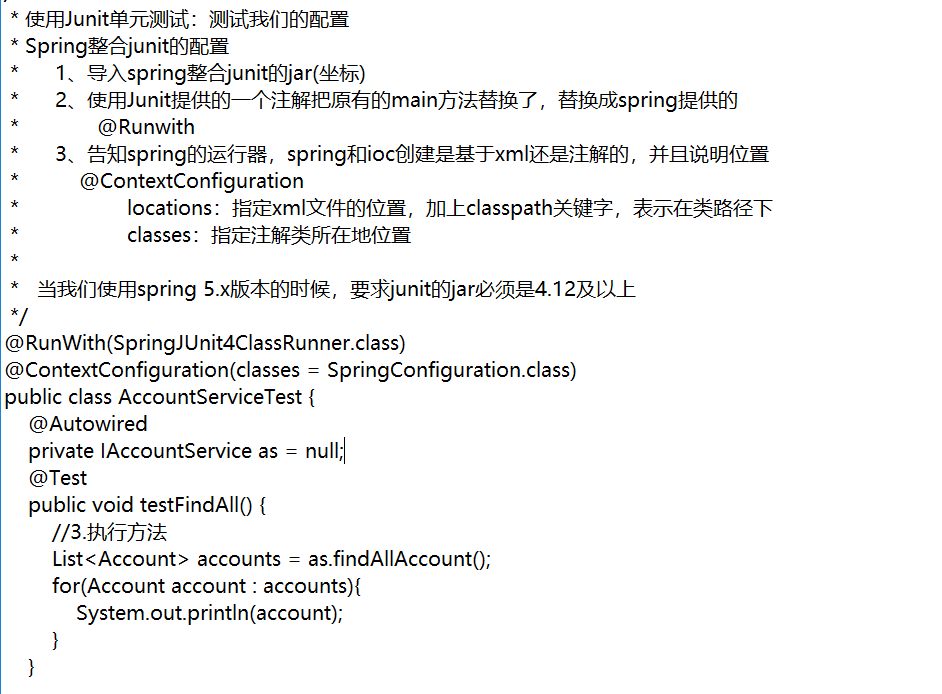 * 使用Junit单元测试：测试我们的配置
* Spring整合junit的配置
*      1、导入spring整合junit的jar(坐标)
*      2、使用Junit提供的一个注解把原有的main方法替换了，替换成spring提供的
*             @Runwith
*      3、告知spring的运行器，spring和ioc创建是基于xml还是注解的，并且说明位置
*          @ContextConfiguration
*                  locations：指定xml文件的位置，加上classpath关键字，表示在类路径下
*                  classes：指定注解类所在地位置
*
*   当我们使用spring 5.x版本的时候，要求junit的jar必须是4.12及以上
*/
@RunWith(SpringJUnit4ClassRunner.class)
@ContextConfiguration(classes = SpringConfiguration.class)
public class AccountServiceTest {
    @Autowired
    private IAccountService as = null;
    @Test
    public void testFindAll() {
        //3.执行方法
        List<Account> accounts = as.findAllAccount();
        for(Account account : accounts){
            System.out.println(account);
        }
    }